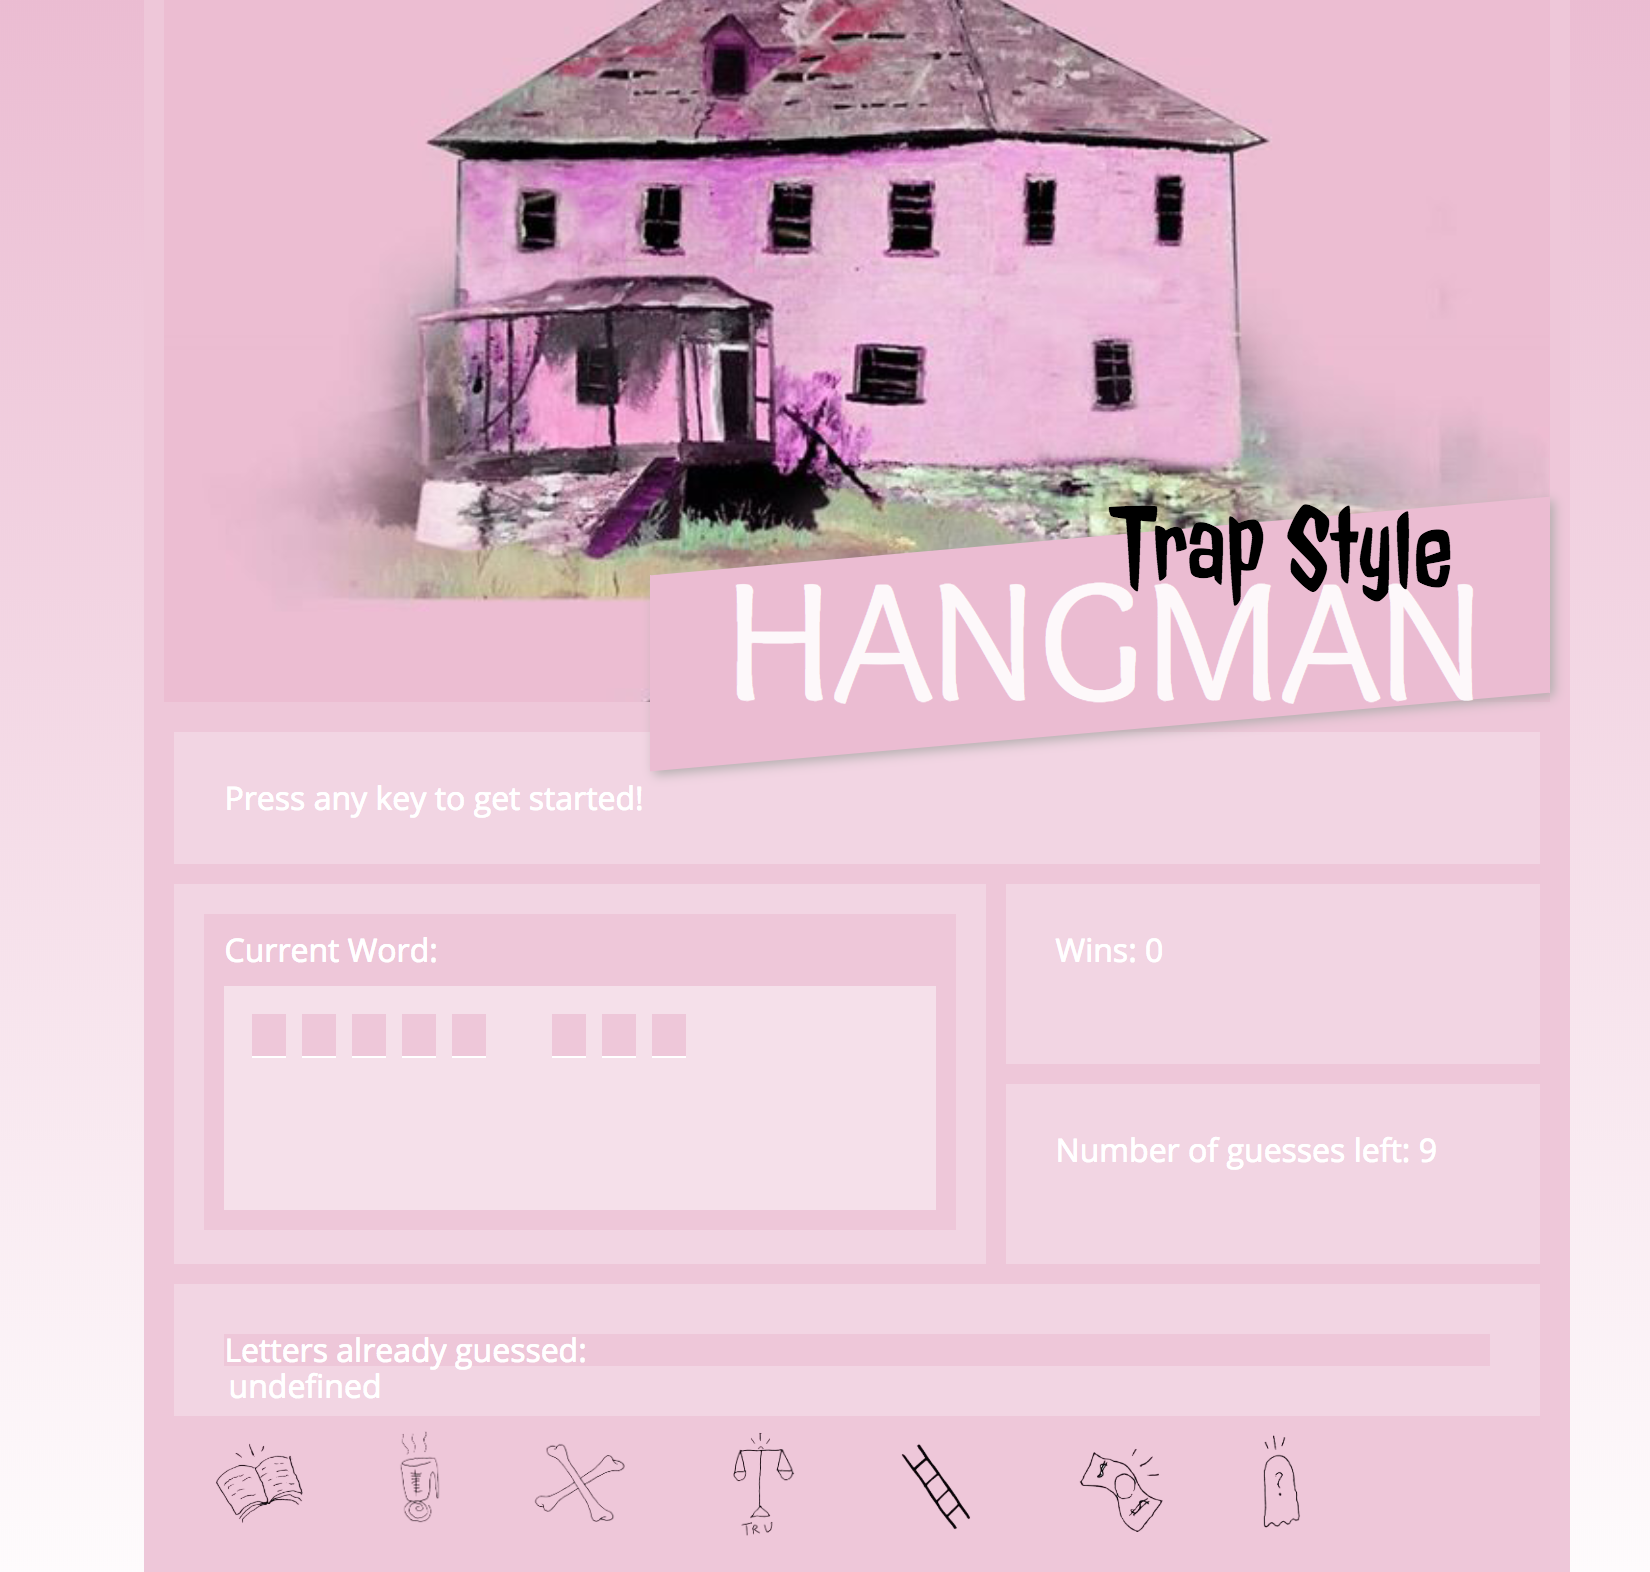 Trap Style
HANGMAN
Press any key to get started!
Current Word:
Wins: 0
Number of guesses left: 9
Letters already guessed:
undefined
$
?
$
TRU